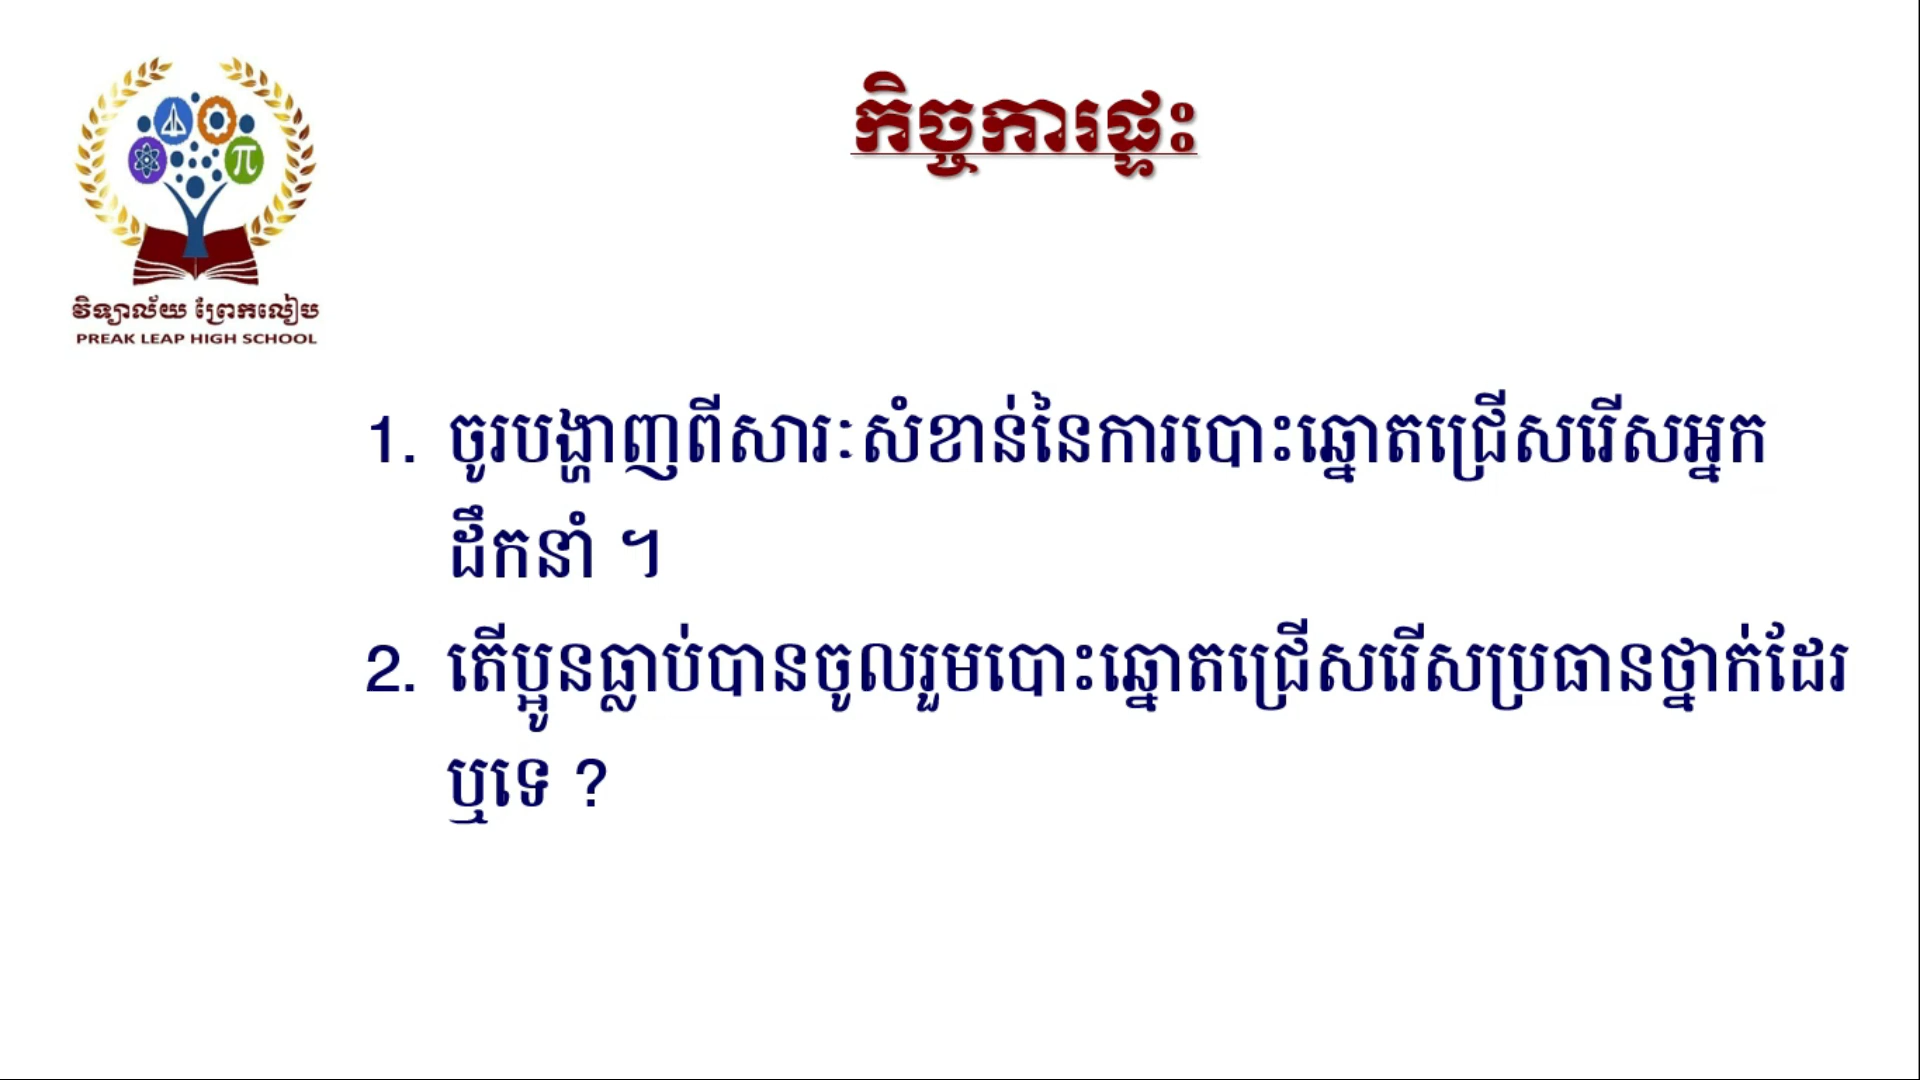 កិច្ចការផ្ទះ
វិទ្យាល័យ ព្រែកលៀប
PREAK LEAP HIGH SCHOOL
1. ចូរបង្ហាញពីសារៈសំខាន់នៃការបោះឆ្នោតជ្រើសរើសអ្នក
ដឹកនាំ ។
2. តើប្អូនធ្លាប់បានចូលរួមបោះឆ្នោតជ្រើសរើសប្រធានថ្នាក់ដែរ
ឬទេ ?